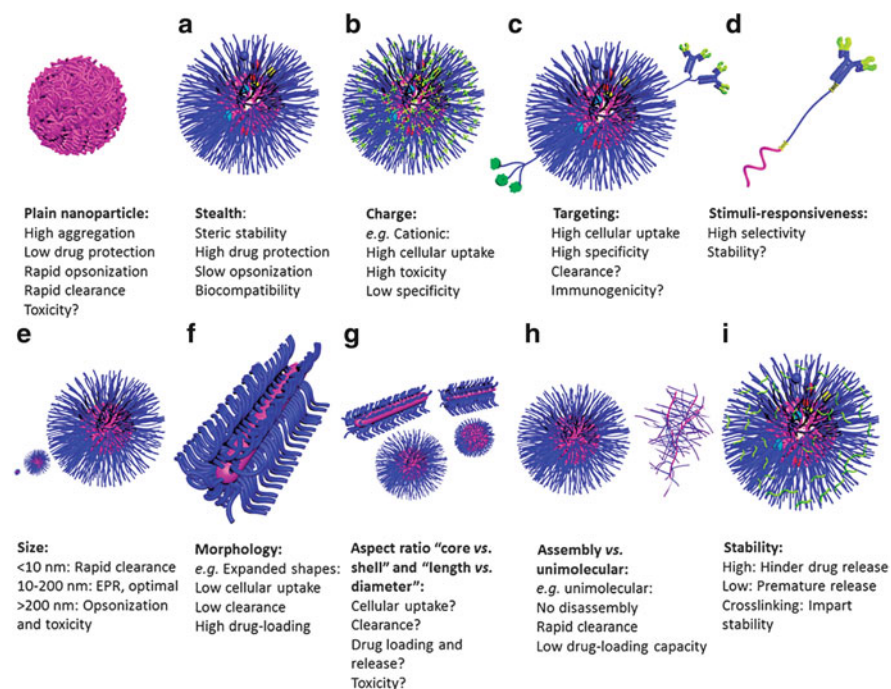 a
b
c
d
Plain nanoparticle:
High aggregation
Low drug protection
Rapid opsonization
Rapid clearance
Toxicity?
Stealth:
Steric stability
High drug protection
Slow opsonization
Biocompatibility
Charge:
e.g. Cationic:
High cellular uptake
High toxicity
Low specificity
Targeting:
High cellular uptake
High specificity
Clearance?
Immunogenicity?
Stimuli-responsiveness:
High selectivity
Stability?
e
f
g
h
i
Size:
<10 nm: Rapid clearance
10-200 nm: EPR, optimal
>200 nm: Opsonization
and toxicity
Morphology:
e.g. Expanded shapes:
Low cellular uptake
Low clearance
High drug-loading
Aspect ratio "core vs.
shell" and "length vs.
diameter":
Cellular uptake?
Clearance?
Drug loading and
release?
Toxicity?
Assembly vs.
unimolecular:
e.g. unimolecular:
No disassembly
Rapid clearance
Low drug-loading capacity
Stability:
High: Hinder drug release
Low: Premature release
Crosslinking: Impart
stability